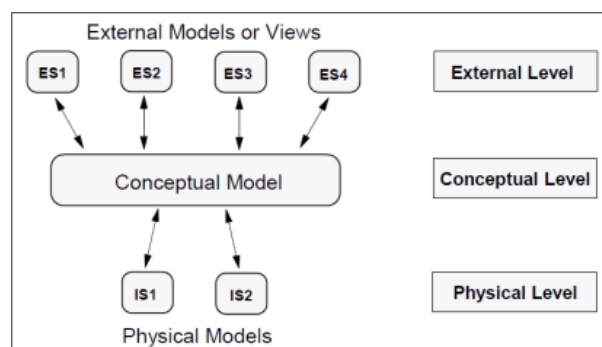 External Models or Views
ES1 ES2 ES3 ES4 External Level
Conceptual Model Conceptual Level
IS1 IS2 Physical Level
Physical Models